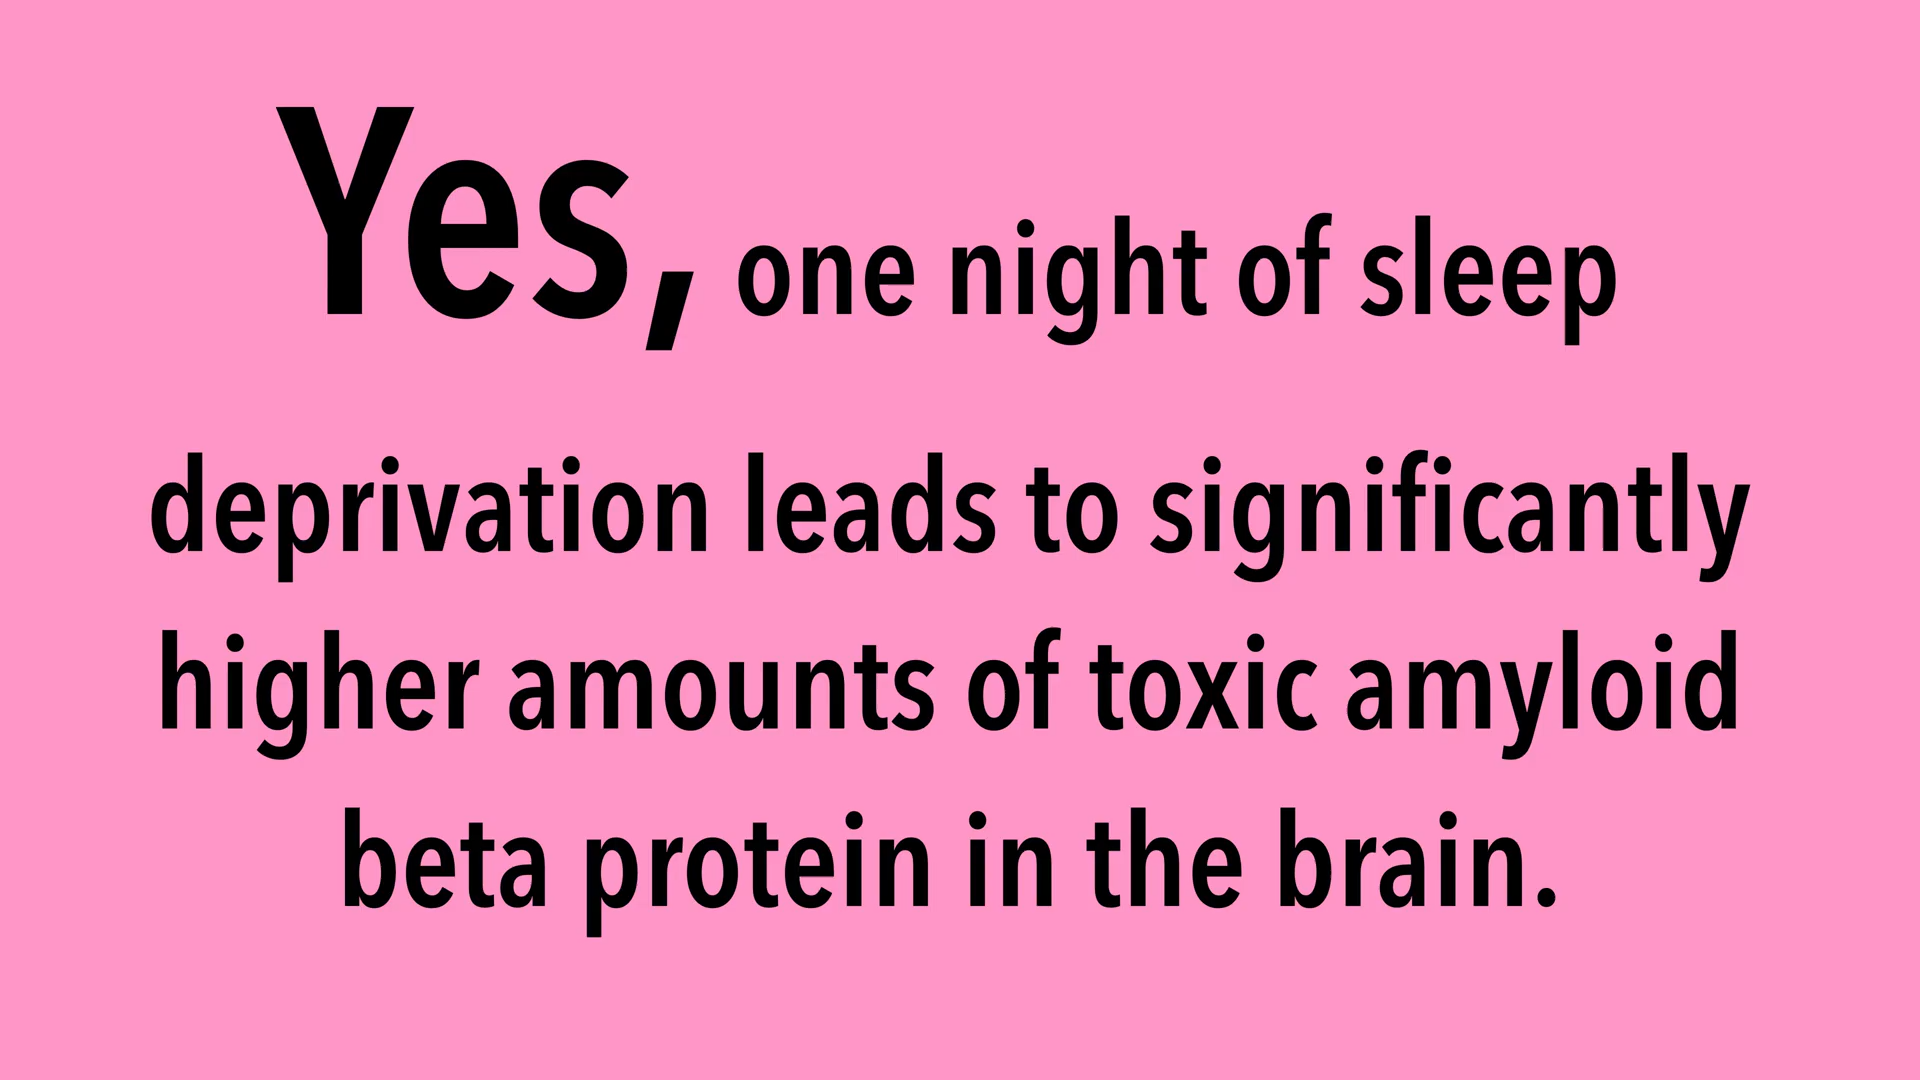 Yes, one night of sleep
deprivation leads to significantly
higher amounts of toxic amyloid
beta protein in the brain.